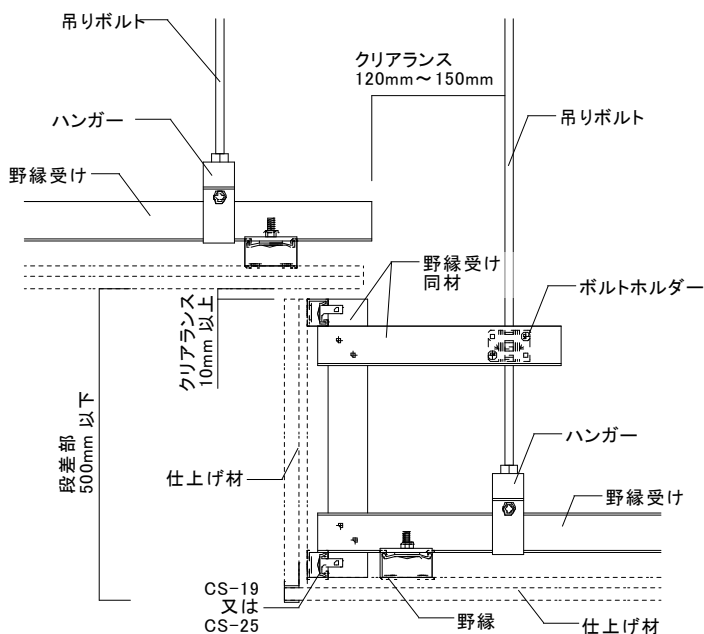 吊りボルト
クリアランス
120mm～150mm
ハンガー
吊りボルト
野縁受け
野縁受け
同材
ボルトホルダー
クリアランス
10mm 以上
段差部
500mm 以下
仕上げ材
ハンガー
野縁受け
CS-19
又は
CS-25
野縁
仕上げ材